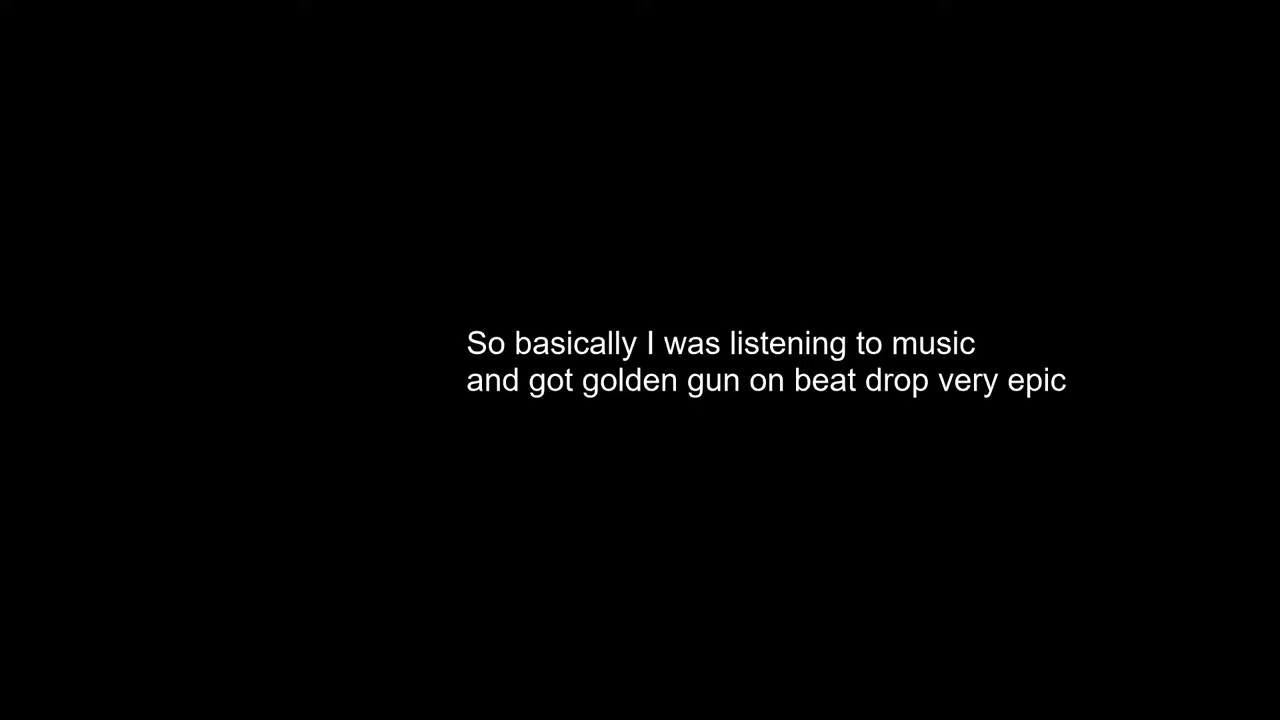 So basically I was listening to music
and got golden gun on beat drop very epic